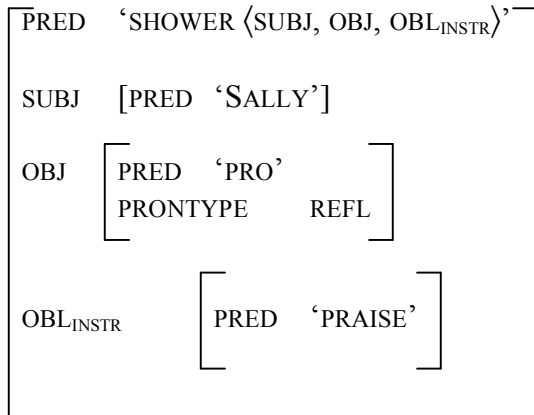 PRED ‘SHOWER ⟨SUBJ, OBJ, OBL_INSTR⟩’
SUBJ [PRED ‘SALLY’]
OBJ PRED ‘PRO’
PRONTYPE REFL
OBL_INSTR PRED ‘PRAISE’